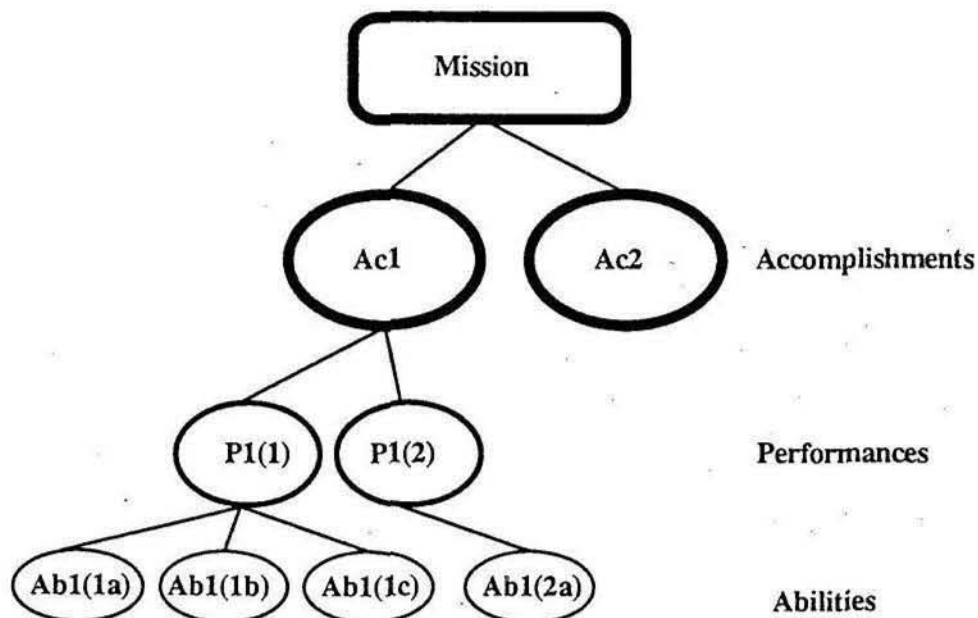 Mission
Ac1 Ac2 Accomplishments
P1(1) P1(2) Performances
Ab1(1a) Ab1(1b) Ab1(1c) Ab1(2a) Abilities